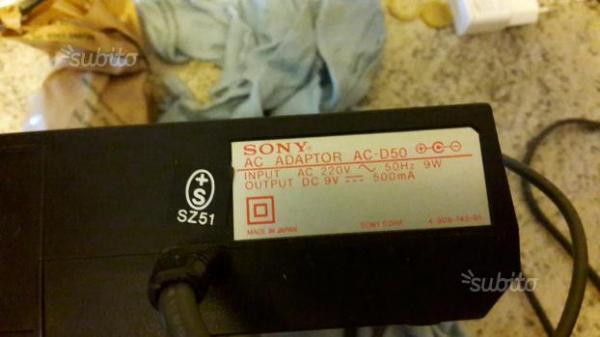 subito
SONY
AC ADAPTOR AC-D50
INPUT AC 220V ~ 50Hz 9W
OUTPUT DC 9V 500mA
+
S
SZ51
MADE IN JAPAN
SONY CORP.
subito